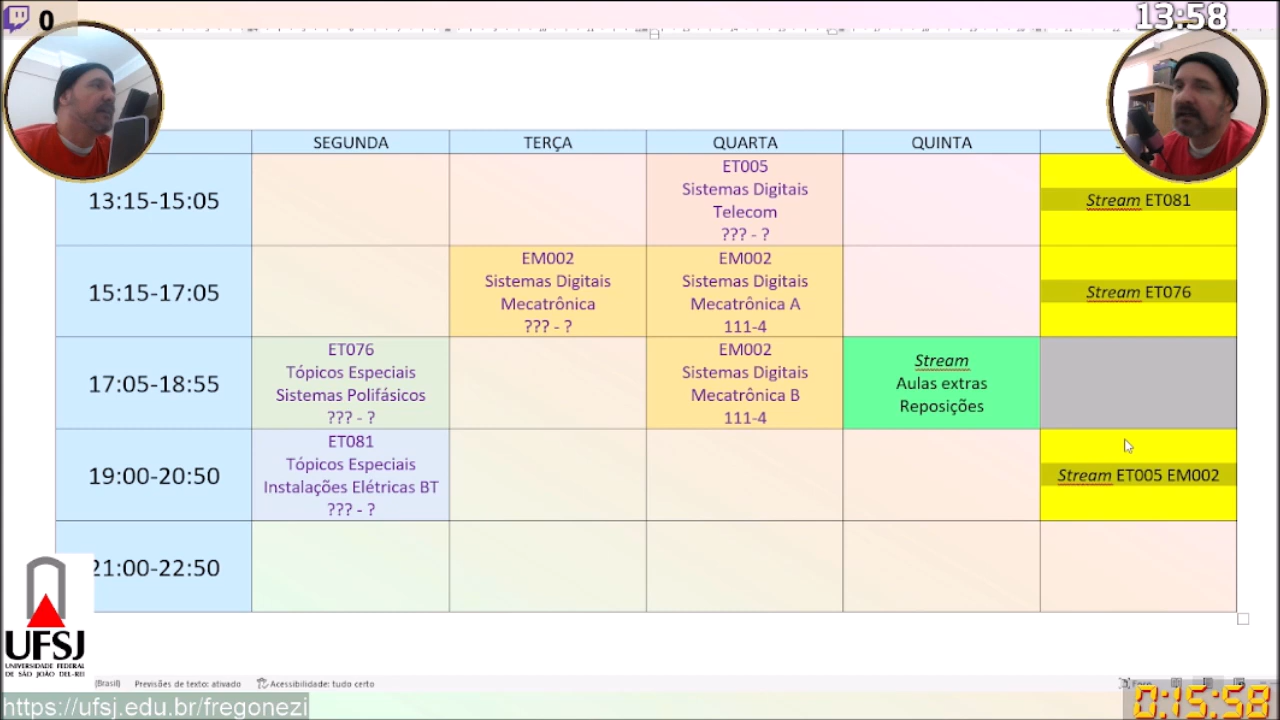 0
13:58
SEGUNDA TERÇA QUARTA QUINTA
13:15-15:05
ET005
Sistemas Digitais
Telecom
??? - ?
Stream ET081
15:15-17:05
EM002
Sistemas Digitais
Mecatrônica
??? - ?
EM002
Sistemas Digitais
Mecatrônica A
111-4
Stream ET076
17:05-18:55
ET076
Tópicos Especiais
Sistemas Polifásicos
??? - ?
EM002
Sistemas Digitais
Mecatrônica B
111-4
Stream
Aulas extras
Reposições
19:00-20:50
ET081
Tópicos Especiais
Instalações Elétricas BT
??? - ?
Stream ET005 EM002
21:00-22:50
UFSJ
UNIVERSIDADE FEDERAL
DE SÃO JOÃO DEL-REI
(Brasil) Previsões de texto: ativado Acessibilidade: tudo certo
https://ufsj.edu.br/fregonezi
0:15:58